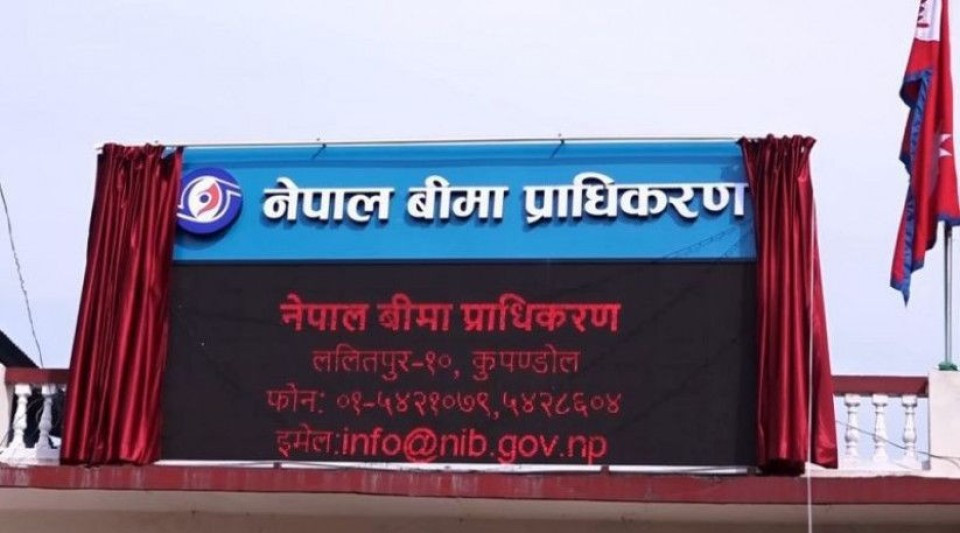 नेपाल बीमा प्राधिकरण
नेपाल बीमा प्राधिकरण
ललितपुर-१०, कुपण्डोल
फोन: ०१-५४२१०७९,५४२८६०४
इमेल:info@nib.gov.np